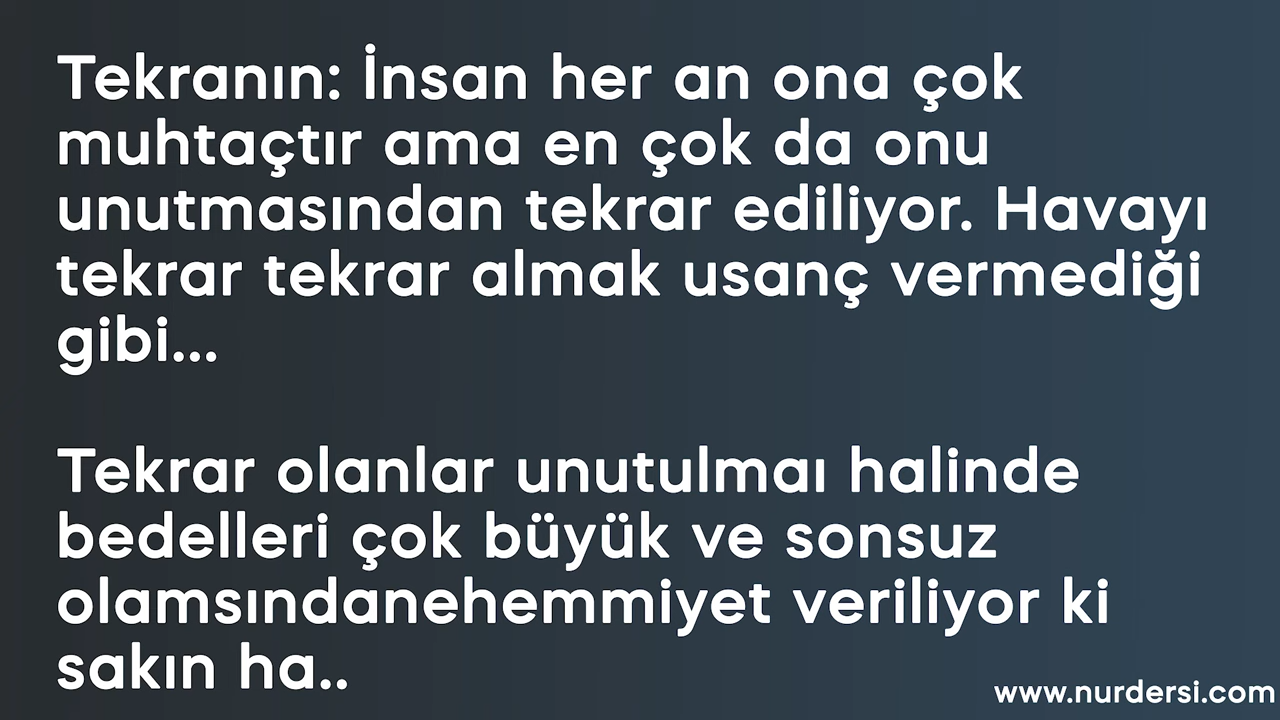 Tekranın: İnsan her an ona çok
muhtaçtır ama en çok da onu
unutmasından tekrar ediliyor. Havayı
tekrar tekrar almak usanç vermediği
gibi...
Tekrar olanlar unutulmaı halinde
bedelleri çok büyük ve sonsuz
olamsındanehemmiyet veriliyor ki
sakın ha..
www.nurdersi.com